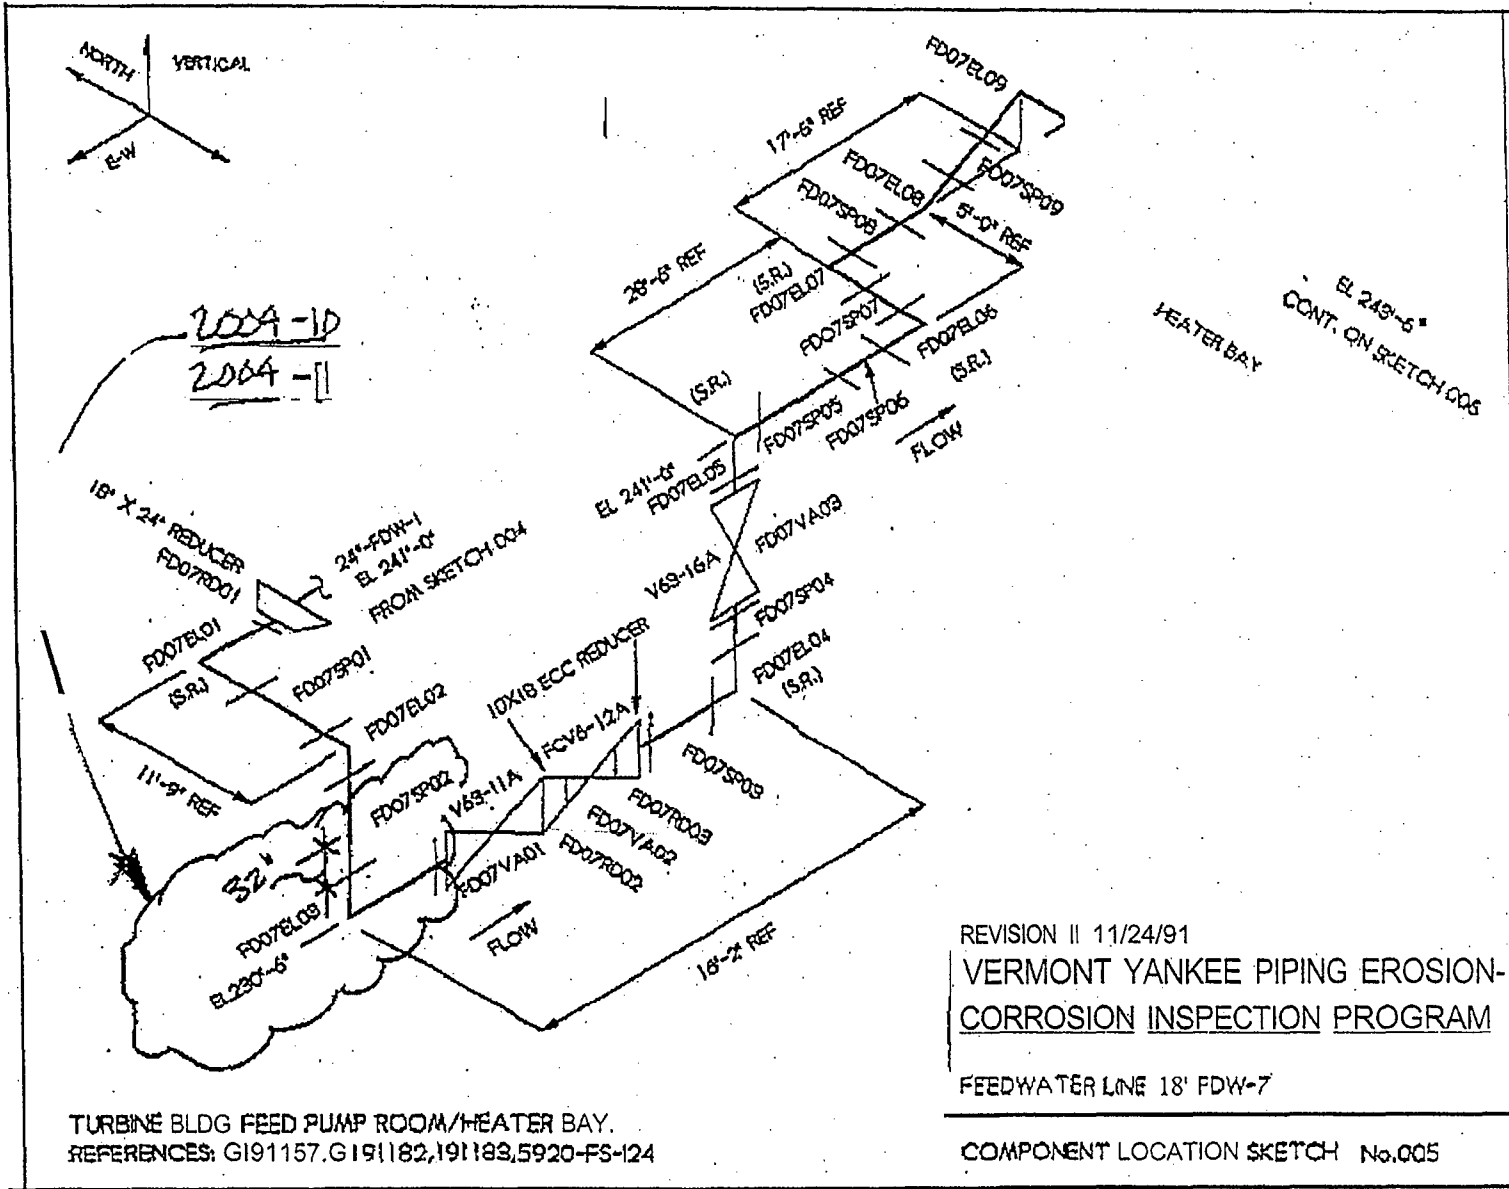 NORTH
VERTICAL
E-W
FD07EL09
17'-6" REF
FD07EL08
FD07SP08
FD07SP09
5'-0" REF
28'-6" REF
(S.R.)
FD07EL07
FD07SP07
FD07EL06
(S.R.)
HEATER BAY
EL 249'-6"
CONT. ON SKETCH 006
2004-10
2004-11
(S.R.)
FD07SP05
FD07SP06
FLOW
EL 241'-6"
FD07EL05
FD07VA03
V63-16A
FD07SP04
FD07EL04
(S.R.)
18" X 24" REDUCER
FD07RD01
24"-FDW-1
EL 241'-0"
FROM SKETCH 004
FD07EL01
(S.R.)
FD07SP01
FD07EL02
11'-9" REF
10X18 ECC REDUCER
FCV6-12A
V63-11A
FD07SP02
FD07SP03
FD07RD03
FD07VA02
FD07RD02
FD07VA01
32"
FD07EL03
EL230'-6"
FLOW
16'-2" REF
REVISION II 11/24/91
VERMONT YANKEE PIPING EROSION-
CORROSION INSPECTION PROGRAM
FEEDWATER LINE 18' FDW-7
TURBINE BLDG FEED PUMP ROOM/HEATER BAY.
REFERENCES: G191157.G191182,191183,5920-FS-124
COMPONENT LOCATION SKETCH No.005